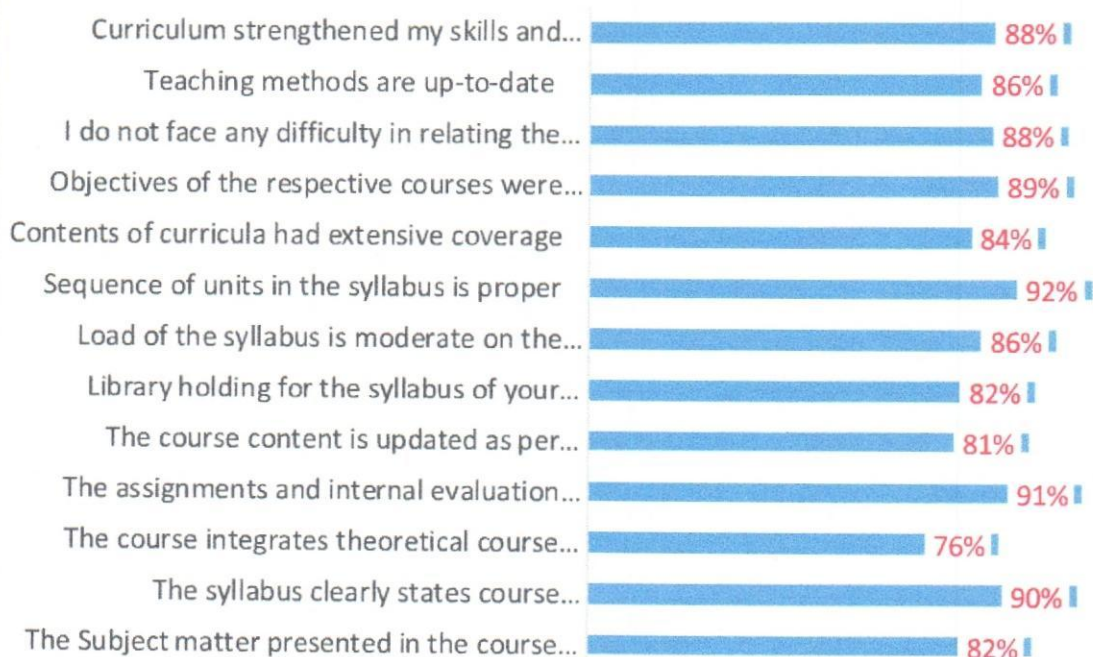 Curriculum strengthened my skills and... 88%
Teaching methods are up-to-date 86%
I do not face any difficulty in relating the... 88%
Objectives of the respective courses were... 89%
Contents of curricula had extensive coverage 84%
Sequence of units in the syllabus is proper 92%
Load of the syllabus is moderate on the... 86%
Library holding for the syllabus of your... 82%
The course content is updated as per... 81%
The assignments and internal evaluation... 91%
The course integrates theoretical course... 76%
The syllabus clearly states course... 90%
The Subject matter presented in the course... 82%